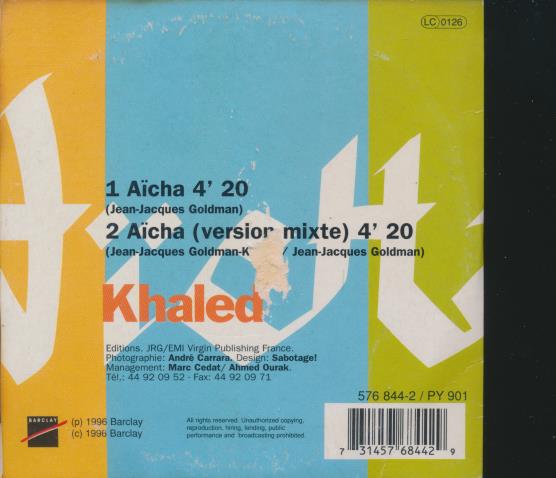 LC 0126
1 Aïcha 4' 20
(Jean-Jacques Goldman)
2 Aïcha (version mixte) 4' 20
(Jean-Jacques Goldman-K / Jean-Jacques Goldman)
Khaled
Editions. JRG/EMI Virgin Publishing France.
Photographie: André Carrara. Design: Sabotage!
Management: Marc Cedat/ Ahmed Ourak.
Tél.: 44 92 09 52 - Fax: 44 92 09 71
576 844-2 / PY 901
BARCLAY
(p) 1996 Barclay
(c) 1996 Barclay
All rights reserved. Unauthorized copying,
reproduction, hiring, lending, public
performance and broadcasting prohibited.
7 31457 68442 9